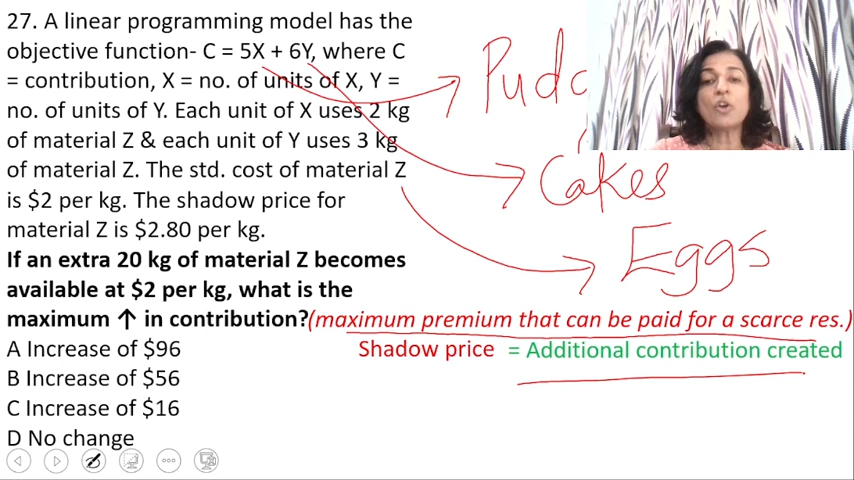 27. A linear programming model has the
objective function- C = 5X + 6Y, where C
= contribution, X = no. of units of X, Y =
no. of units of Y. Each unit of X uses 2 kg
of material Z & each unit of Y uses 3 kg
of material Z. The std. cost of material Z
is $2 per kg. The shadow price for
material Z is $2.80 per kg.
If an extra 20 kg of material Z becomes
available at $2 per kg, what is the
maximum ↑ in contribution?(maximum premium that can be paid for a scarce res.)
Shadow price = Additional contribution created
A Increase of $96
B Increase of $56
C Increase of $16
D No change
Cakes
Eggs